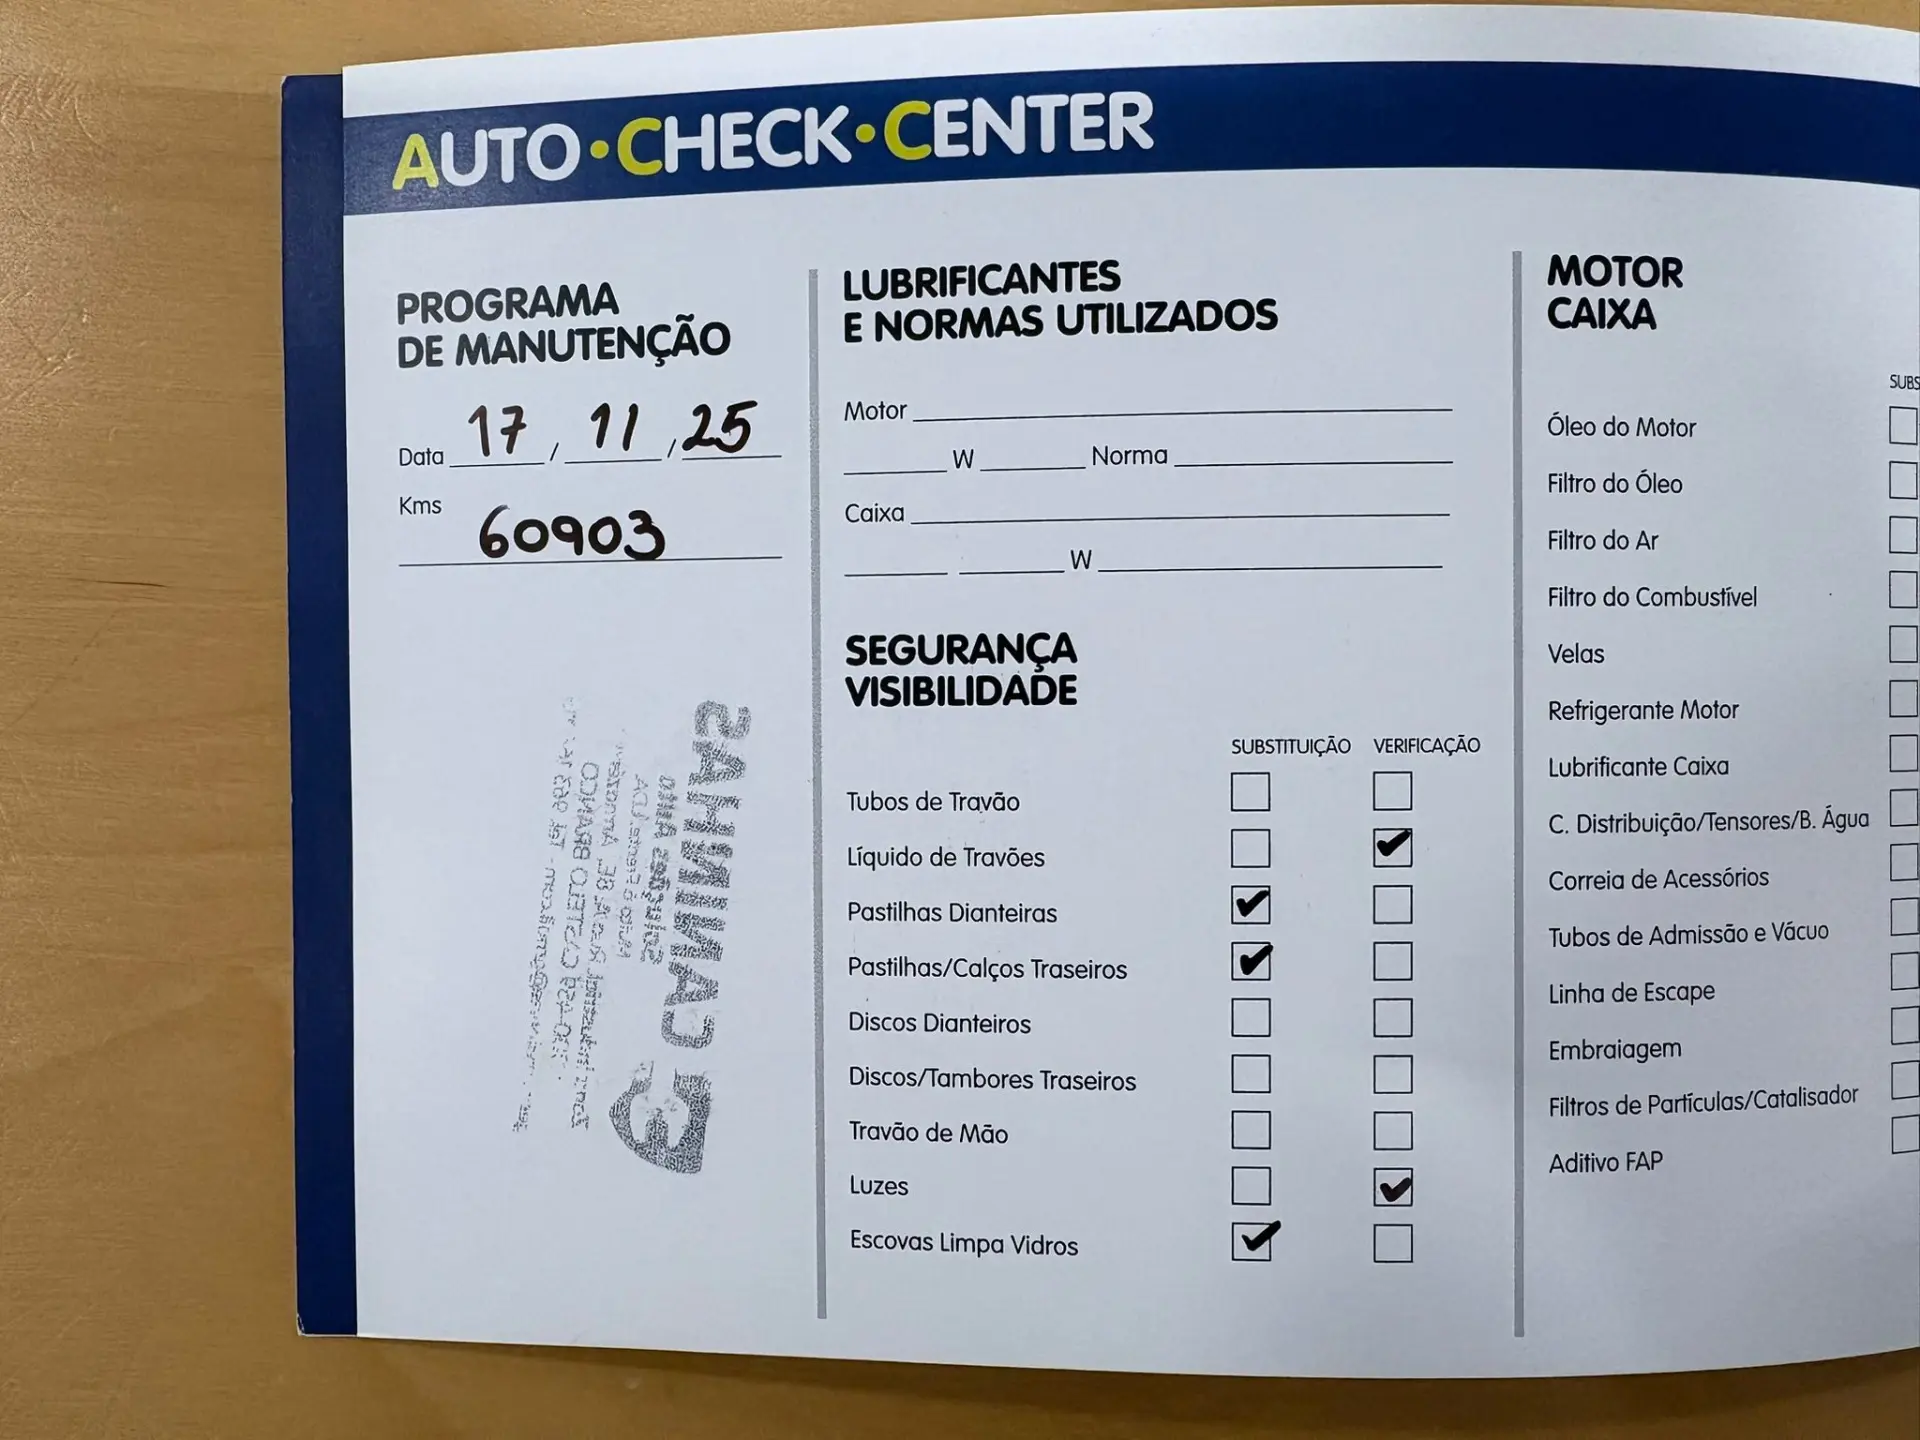 AUTO•CHECK•CENTER
PROGRAMA
DE MANUTENÇÃO
Data 17 / 11 / 25
Kms
60903
LUBRIFICANTES
E NORMAS UTILIZADOS
Motor
W Norma
Caixa
W
SEGURANÇA
VISIBILIDADE
SUBSTITUIÇÃO VERIFICAÇÃO
Tubos de Travão
Líquido de Travões ✔
Pastilhas Dianteiras ✔
Pastilhas/Calços Traseiros ✔
Discos Dianteiros
Discos/Tambores Traseiros
Travão de Mão
Luzes ✔
Escovas Limpa Vidros ✔
MOTOR
CAIXA
SUBS
Óleo do Motor
Filtro do Óleo
Filtro do Ar
Filtro do Combustível
Velas
Refrigerante Motor
Lubrificante Caixa
C. Distribuição/Tensores/B. Água
Correia de Acessórios
Tubos de Admissão e Vácuo
Linha de Escape
Embraiagem
Filtros de Partículas/Catalisador
Aditivo FAP